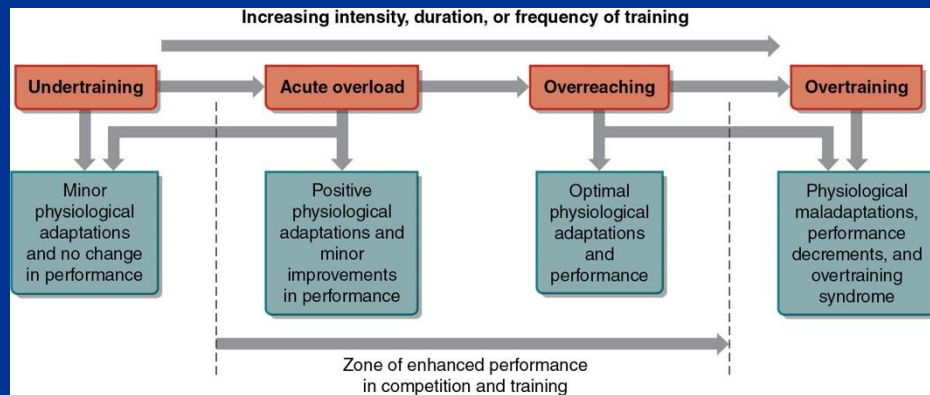 Increasing intensity, duration, or frequency of training
Undertraining
Acute overload
Overreaching
Overtraining
Minor
physiological
adaptations
and no change
in performance
Positive
physiological
adaptations and
minor
improvements
in performance
Optimal
physiological
adaptations
and
performance
Physiological
maladaptations,
performance
decrements, and
overtraining
syndrome
Zone of enhanced performance
in competition and training